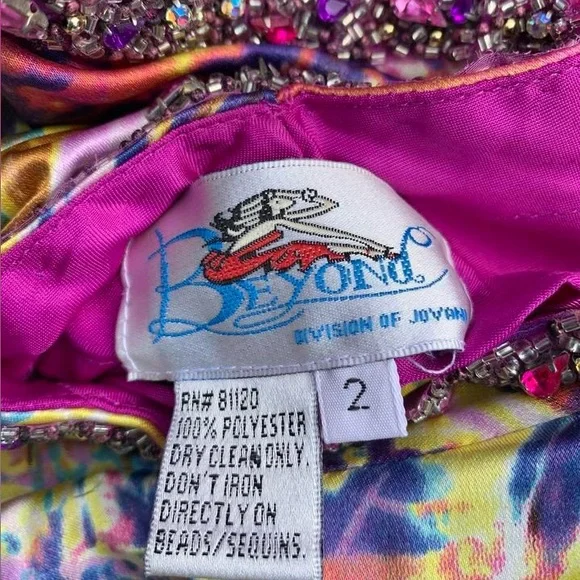 BEYOND
DIVISION OF JOVANI
2
RN# 81120
100% POLYESTER
DRY CLEAN ONLY.
DON'T IRON
DIRECTLY ON
BEADS/SEQUINS.